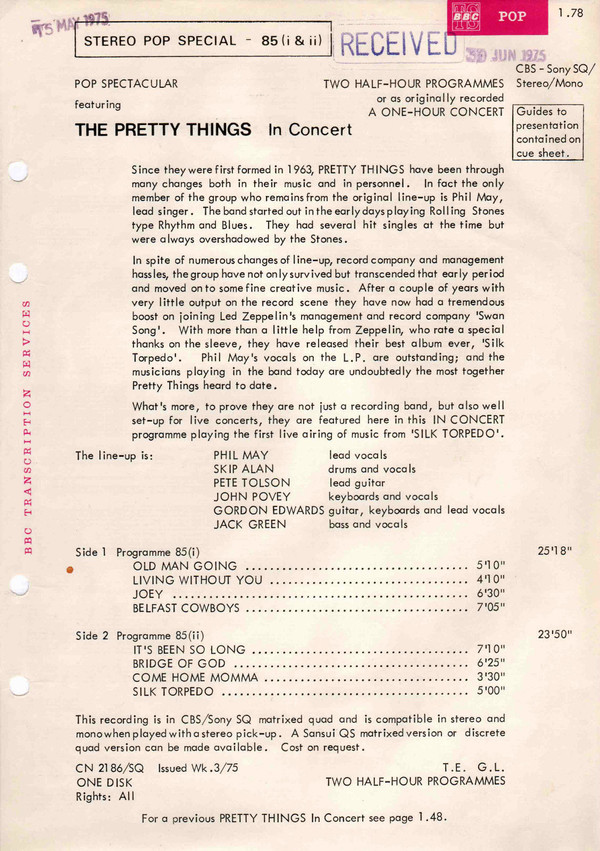 15 MAY 1975
STEREO POP SPECIAL - 85 (i & ii)
RECEIVED
30 JUN 1975
BBC
TS
POP
1.78
CBS - Sony SQ/
Stereo/Mono
POP SPECTACULAR
featuring
TWO HALF-HOUR PROGRAMMES
or as originally recorded
A ONE-HOUR CONCERT
Guides to
presentation
contained on
cue sheet.
THE PRETTY THINGS In Concert
Since they were first formed in 1963, PRETTY THINGS have been through
many changes both in their music and in personnel. In fact the only
member of the group who remains from the original line-up is Phil May,
lead singer. The band started out in the early days playing Rolling Stones
type Rhythm and Blues. They had several hit singles at the time but
were always overshadowed by the Stones.
In spite of numerous changes of line-up, record company and management
hassles, the group have not only survived but transcended that early period
and moved on to some fine creative music. After a couple of years with
very little output on the record scene they have now had a tremendous
boost on joining Led Zeppelin's management and record company 'Swan
Song'. With more than a little help from Zeppelin, who rate a special
thanks on the sleeve, they have released their best album ever, 'Silk
Torpedo'. Phil May's vocals on the L.P. are outstanding; and the
musicians playing in the band today are undoubtedly the most together
Pretty Things heard to date.
What's more, to prove they are not just a recording band, but also well
set-up for live concerts, they are featured here in this IN CONCERT
programme playing the first live airing of music from 'SILK TORPEDO'.
BBC TRANSCRIPTION SERVICES
The line-up is: PHIL MAY lead vocals
SKIP ALAN drums and vocals
PETE TOLSON lead guitar
JOHN POVEY keyboards and vocals
GORDON EDWARDS guitar, keyboards and lead vocals
JACK GREEN bass and vocals
Side 1 Programme 85(i) 25'18"
OLD MAN GOING ........ 5'10"
LIVING WITHOUT YOU ........ 4'10"
JOEY ........ 6'30"
BELFAST COWBOYS ........ 7'05"
Side 2 Programme 85(ii) 23'50"
IT'S BEEN SO LONG ........ 7'10"
BRIDGE OF GOD ........ 6'25"
COME HOME MOMMA ........ 3'30"
SILK TORPEDO ........ 5'00"
This recording is in CBS/Sony SQ matrixed quad and is compatible in stereo and
mono when played with a stereo pick-up. A Sansui QS matrixed version or discrete
quad version can be made available. Cost on request.
CN 2186/SQ Issued Wk.3/75 T.E. G.L.
ONE DISK TWO HALF-HOUR PROGRAMMES
Rights: All
For a previous PRETTY THINGS In Concert see page 1.48.